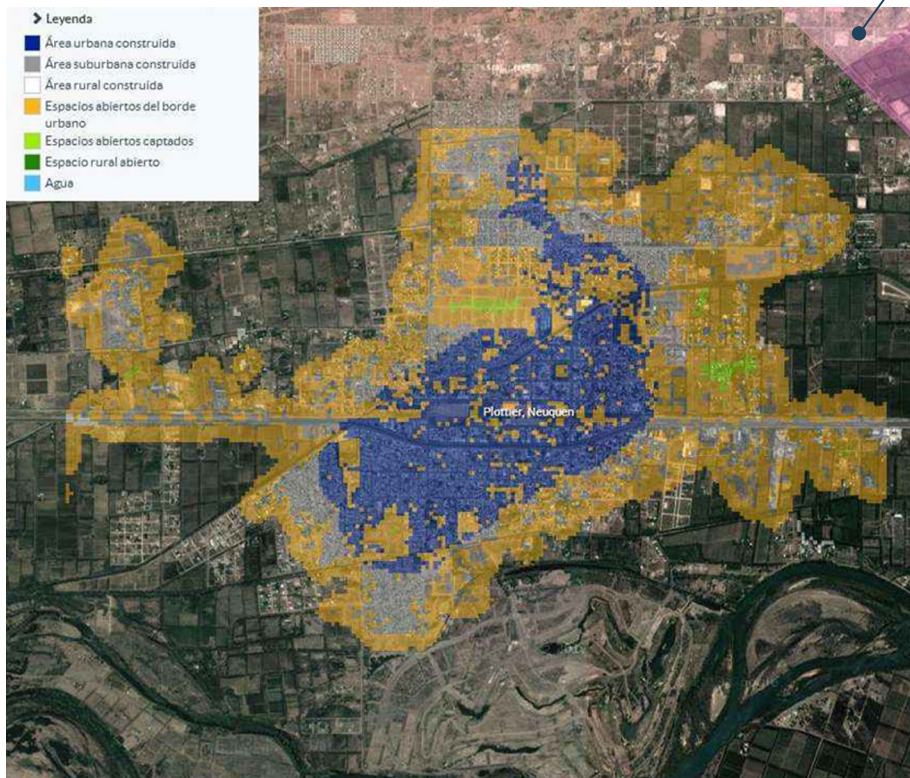 Leyenda
Área urbana construida
Área suburbana construida
Área rural construida
Espacios abiertos del borde
urbano
Espacios abiertos captados
Espacio rural abierto
Agua
Plottier, Neuquen